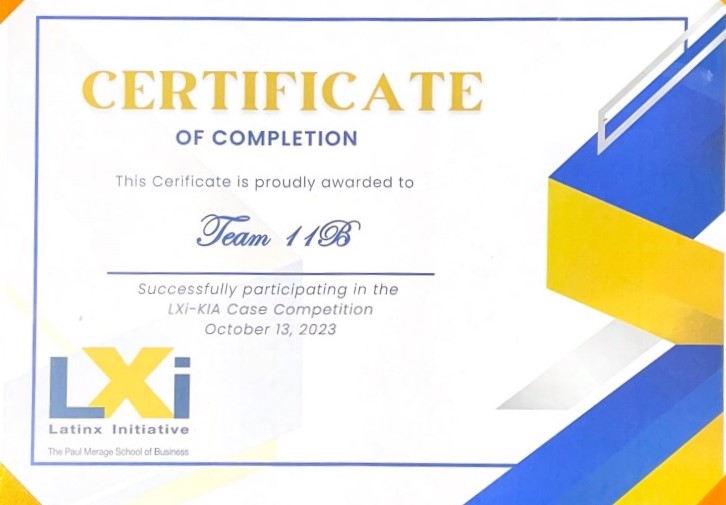 CERTIFICATE
OF COMPLETION
This Cerificate is proudly awarded to
Team 11B
Successfully participating in the
LXi-KIA Case Competition
October 13, 2023
LXi
Latinx Initiative
The Paul Merage School of Business